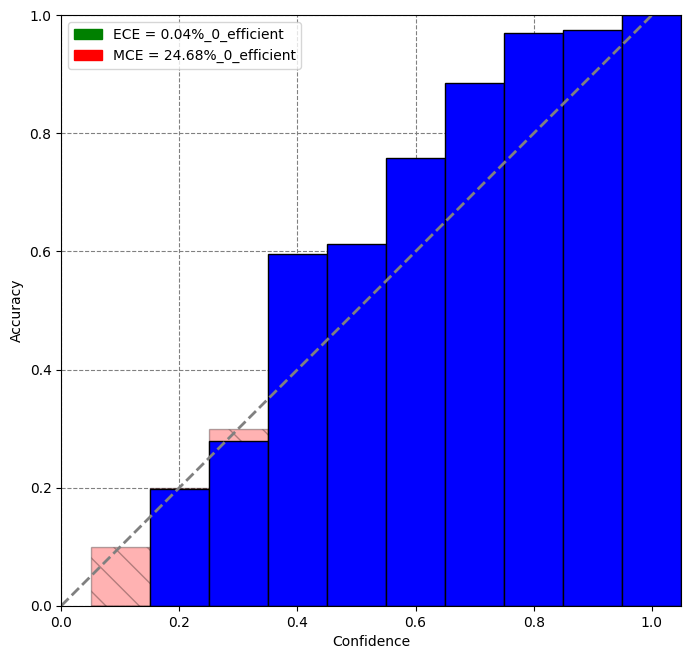 ECE = 0.04%_0_efficient
MCE = 24.68%_0_efficient
1.0
0.8
0.6
0.4
0.2
0.0
Accuracy
0.0 0.2 0.4 0.6 0.8 1.0
Confidence